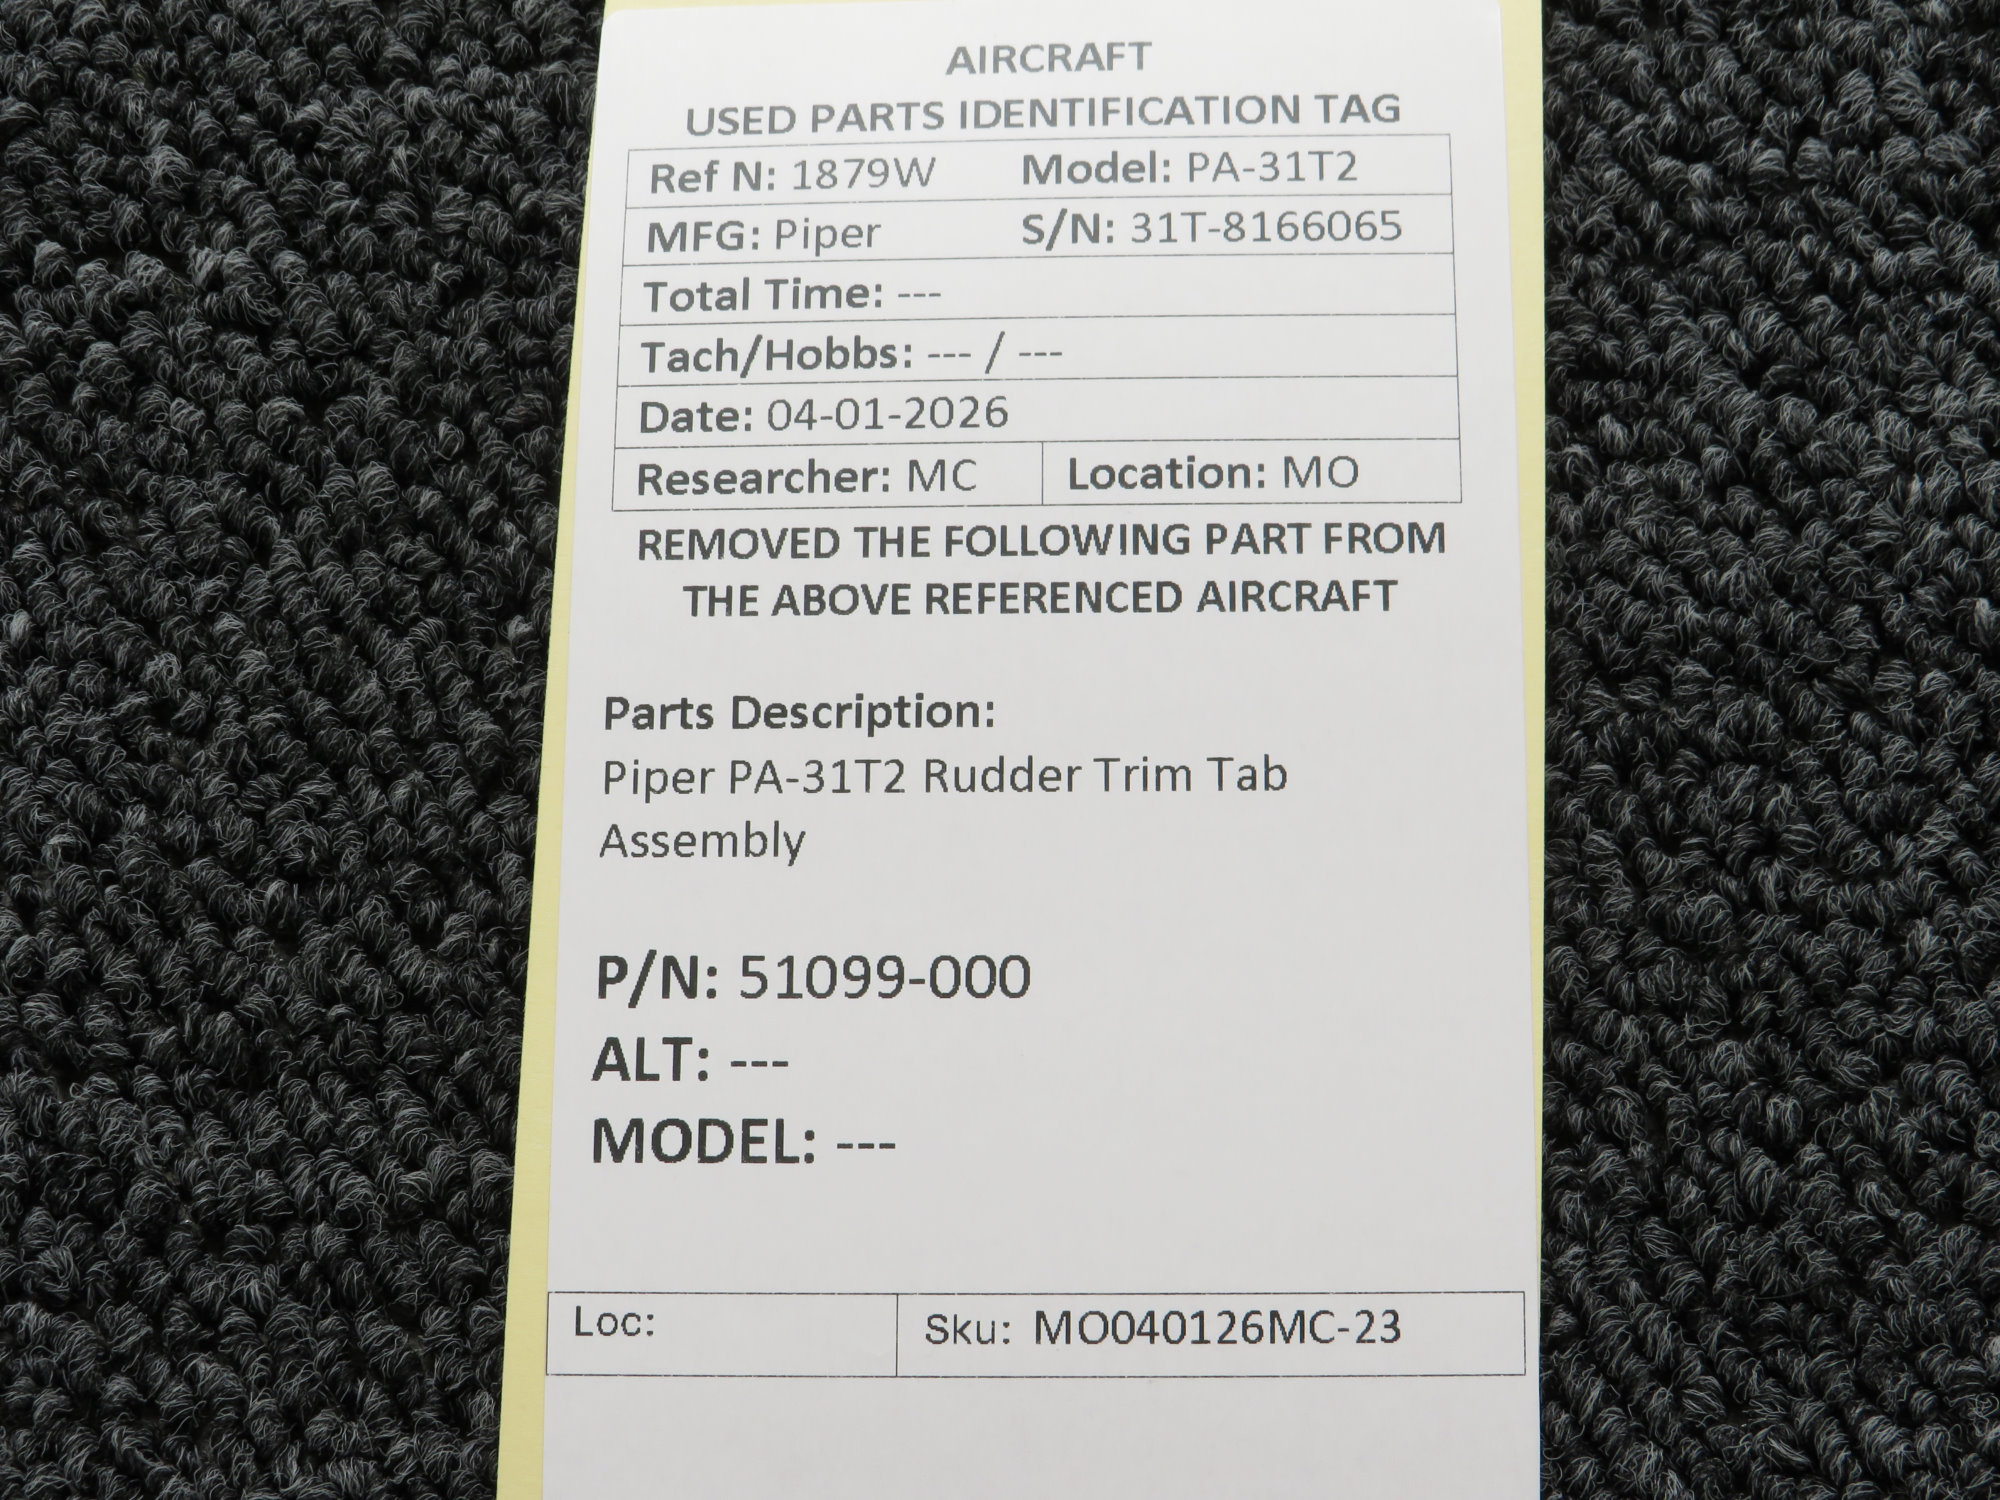 AIRCRAFT
USED PARTS IDENTIFICATION TAG
Ref N: 1879W Model: PA-31T2
MFG: Piper S/N: 31T-8166065
Total Time: ---
Tach/Hobbs: --- / ---
Date: 04-01-2026
Researcher: MC Location: MO
REMOVED THE FOLLOWING PART FROM
THE ABOVE REFERENCED AIRCRAFT
Parts Description:
Piper PA-31T2 Rudder Trim Tab
Assembly
P/N: 51099-000
ALT: ---
MODEL: ---
Loc: Sku: MO040126MC-23